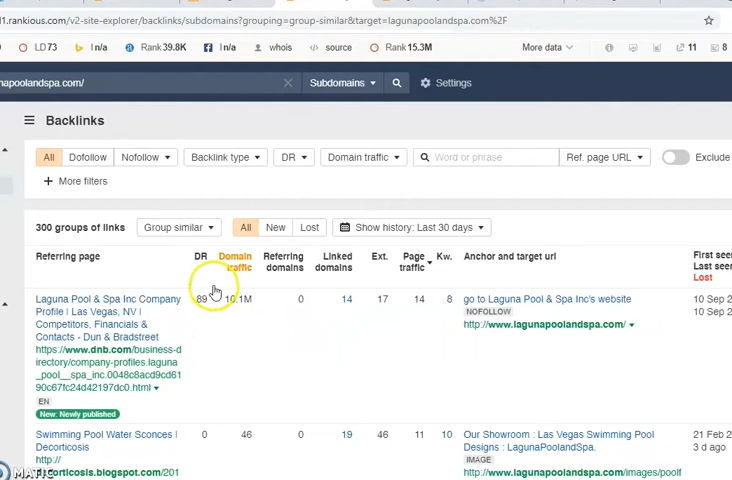 d1.rankious.com/v2-site-explorer/backlinks/subdomains?grouping=group-similar&target=lagunapoolandspa.com%2F
LD 73 I n/a Rank 39.8K I n/a whois source Rank 15.3M More data 11 8
napoolandspa.com/ Subdomains Settings
Backlinks
All Dofollow Nofollow Backlink type DR Domain traffic Word or phrase Ref. page URL Exclude
+ More filters
300 groups of links Group similar All New Lost Show history: Last 30 days
Referring page DR Domain traffic Referring domains Linked domains Ext. Page traffic Kw. Anchor and target url First seen Last seen Lost
Laguna Pool & Spa Inc Company 89 10.1M 0 14 17 14 8 go to Laguna Pool & Spa Inc's website 10 Sep 2
Profile | Las Vegas, NV | NOFOLLOW 10 Sep 2
Competitors, Financials & http://www.lagunapoolandspa.com/
Contacts - Dun & Bradstreet
https://www.dnb.com/business-
directory/company-profiles.laguna
_pool__spa_inc.0048c8acd9cd61
90c67fc24d42197dc0.html
EN
New: Newly published
Swimming Pool Water Sconces | 0 46 0 19 46 11 10 Our Showroom : Las Vegas Swimming Pool 21 Feb 2
Decorticosis Designs : LagunaPoolandSpa. 3 d ago
http:// IMAGE
corticosis.blogspot.com/201 http://www.lagunapoolandspa.com/images/poolf
MATIC